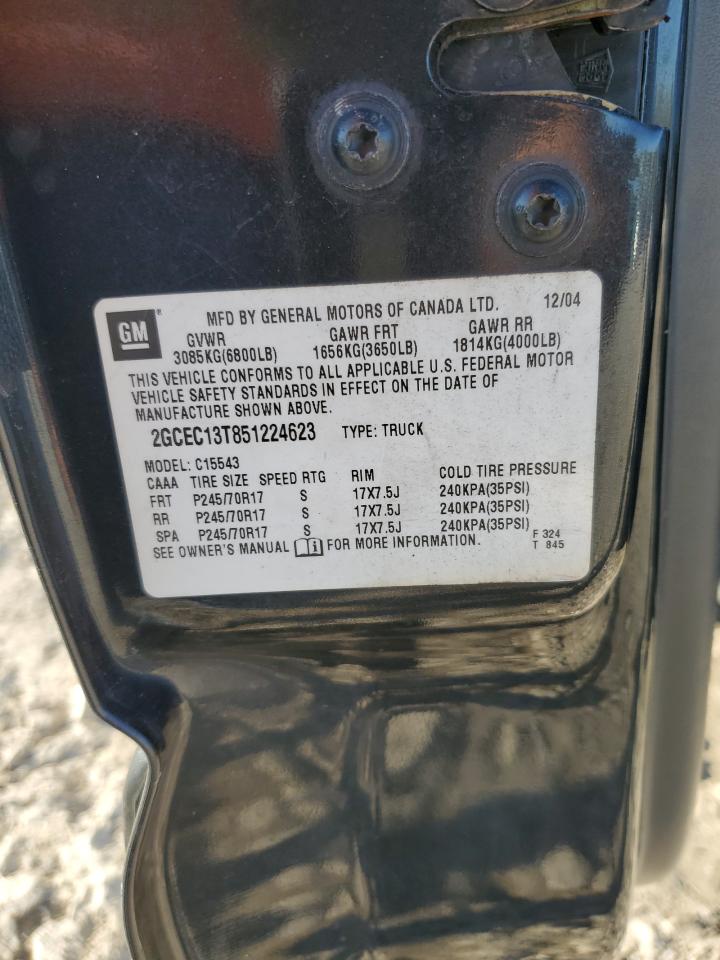 GM
MFD BY GENERAL MOTORS OF CANADA LTD. 12/04
GVWR GAWR FRT GAWR RR
3085KG(6800LB) 1656KG(3650LB) 1814KG(4000LB)
THIS VEHICLE CONFORMS TO ALL APPLICABLE U.S. FEDERAL MOTOR
VEHICLE SAFETY STANDARDS IN EFFECT ON THE DATE OF
MANUFACTURE SHOWN ABOVE.
2GCEC13T851224623 TYPE: TRUCK
MODEL: C15543
CAAA TIRE SIZE SPEED RTG RIM COLD TIRE PRESSURE
FRT P245/70R17 S 17X7.5J 240KPA(35PSI)
RR P245/70R17 S 17X7.5J 240KPA(35PSI)
SPA P245/70R17 S 17X7.5J 240KPA(35PSI)
SEE OWNER'S MANUAL i FOR MORE INFORMATION.
F 324
T 845